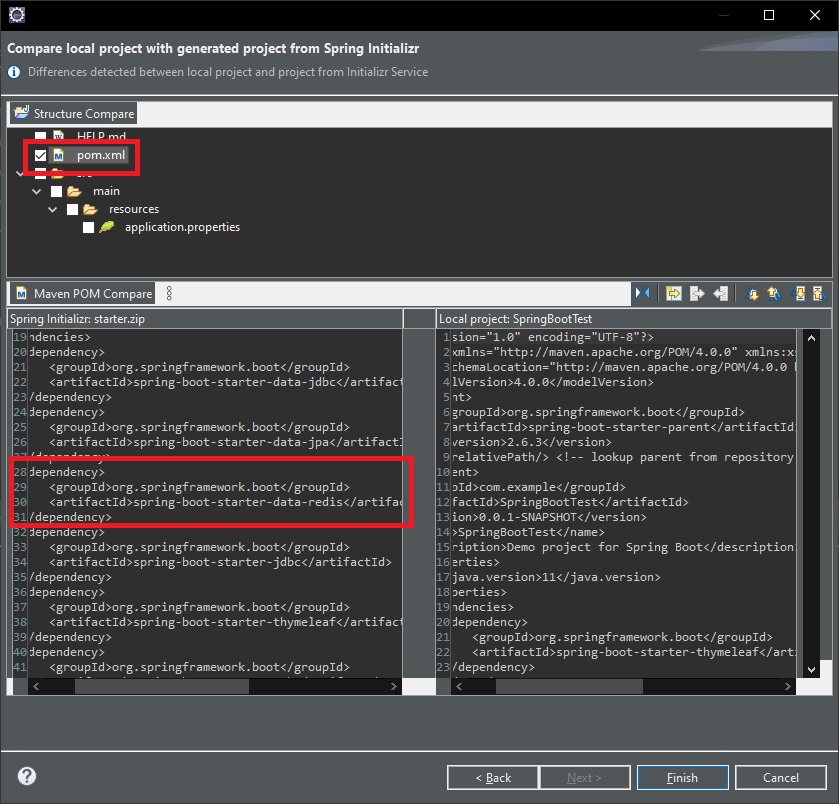 Compare local project with generated project from Spring Initializr
Differences detected between local project and project from Initializr Service
Structure Compare
HELP.md
pom.xml
src
main
resources
application.properties
Maven POM Compare
Spring Initializr: starter.zip
19 ndencies>
20 dependency>
21 <groupId>org.springframework.boot</groupId>
22 <artifactId>spring-boot-starter-data-jdbc</artifact
23 /dependency>
24 dependency>
25 <groupId>org.springframework.boot</groupId>
26 <artifactId>spring-boot-starter-data-jpa</artifactI
27 /dependency>
28 dependency>
29 <groupId>org.springframework.boot</groupId>
30 <artifactId>spring-boot-starter-data-redis</artifac
31 /dependency>
32 dependency>
33 <groupId>org.springframework.boot</groupId>
34 <artifactId>spring-boot-starter-jdbc</artifactId>
35 /dependency>
36 dependency>
37 <groupId>org.springframework.boot</groupId>
38 <artifactId>spring-boot-starter-thymeleaf</artifact
39 /dependency>
40 dependency>
41 <groupId>org.springframework.boot</groupId>
Local project: SpringBootTest
1 sion="1.0" encoding="UTF-8"?>
2 xmlns="http://maven.apache.org/POM/4.0.0" xmlns:xs
3 chemaLocation="http://maven.apache.org/POM/4.0.0 h
4 lVersion>4.0.0</modelVersion>
5 nt>
6 groupId>org.springframework.boot</groupId>
7 artifactId>spring-boot-starter-parent</artifactId>
8 version>2.6.3</version>
9 relativePath/> <!-- lookup parent from repository
10 ent>
11 pId>com.example</groupId>
12 factId>SpringBootTest</artifactId>
13 ion>0.0.1-SNAPSHOT</version>
14 >SpringBootTest</name>
15 ription>Demo project for Spring Boot</description>
16 erties>
17 java.version>11</java.version>
18 perties>
19 ndencies>
20 dependency>
21 <groupId>org.springframework.boot</groupId>
22 <artifactId>spring-boot-starter-thymeleaf</arti
23 /dependency>
?
< Back
Next >
Finish
Cancel